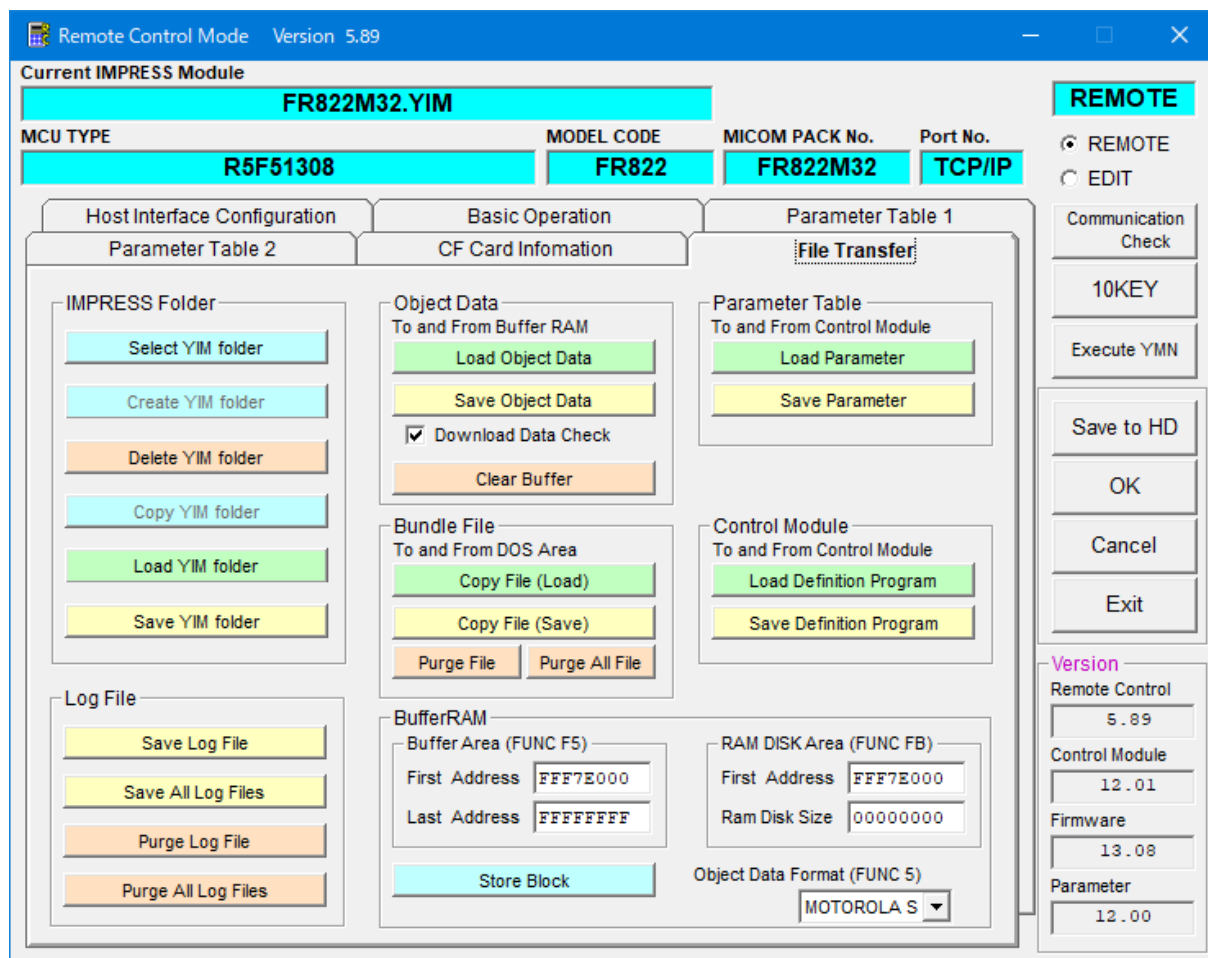 Remote Control Mode Version 5.89
Current IMPRESS Module
FR822M32.YIM
REMOTE
MCU TYPE MODEL CODE MICOM PACK No. Port No.
R5F51308 FR822 FR822M32 TCP/IP
REMOTE
EDIT
Host Interface Configuration Basic Operation Parameter Table 1
Parameter Table 2 CF Card Infomation File Transfer
IMPRESS Folder
Select YIM folder
Create YIM folder
Delete YIM folder
Copy YIM folder
Load YIM folder
Save YIM folder
Log File
Save Log File
Save All Log Files
Purge Log File
Purge All Log Files
Object Data
To and From Buffer RAM
Load Object Data
Save Object Data
Download Data Check
Clear Buffer
Bundle File
To and From DOS Area
Copy File (Load)
Copy File (Save)
Purge File Purge All File
Parameter Table
To and From Control Module
Load Parameter
Save Parameter
Control Module
To and From Control Module
Load Definition Program
Save Definition Program
BufferRAM
Buffer Area (FUNC F5)
First Address FFF7E000
Last Address FFFFFFFF
Store Block
RAM DISK Area (FUNC FB)
First Address FFF7E000
Ram Disk Size 00000000
Object Data Format (FUNC 5)
MOTOROLA S
Communication
Check
10KEY
Execute YMN
Save to HD
OK
Cancel
Exit
Version
Remote Control
5.89
Control Module
12.01
Firmware
13.08
Parameter
12.00